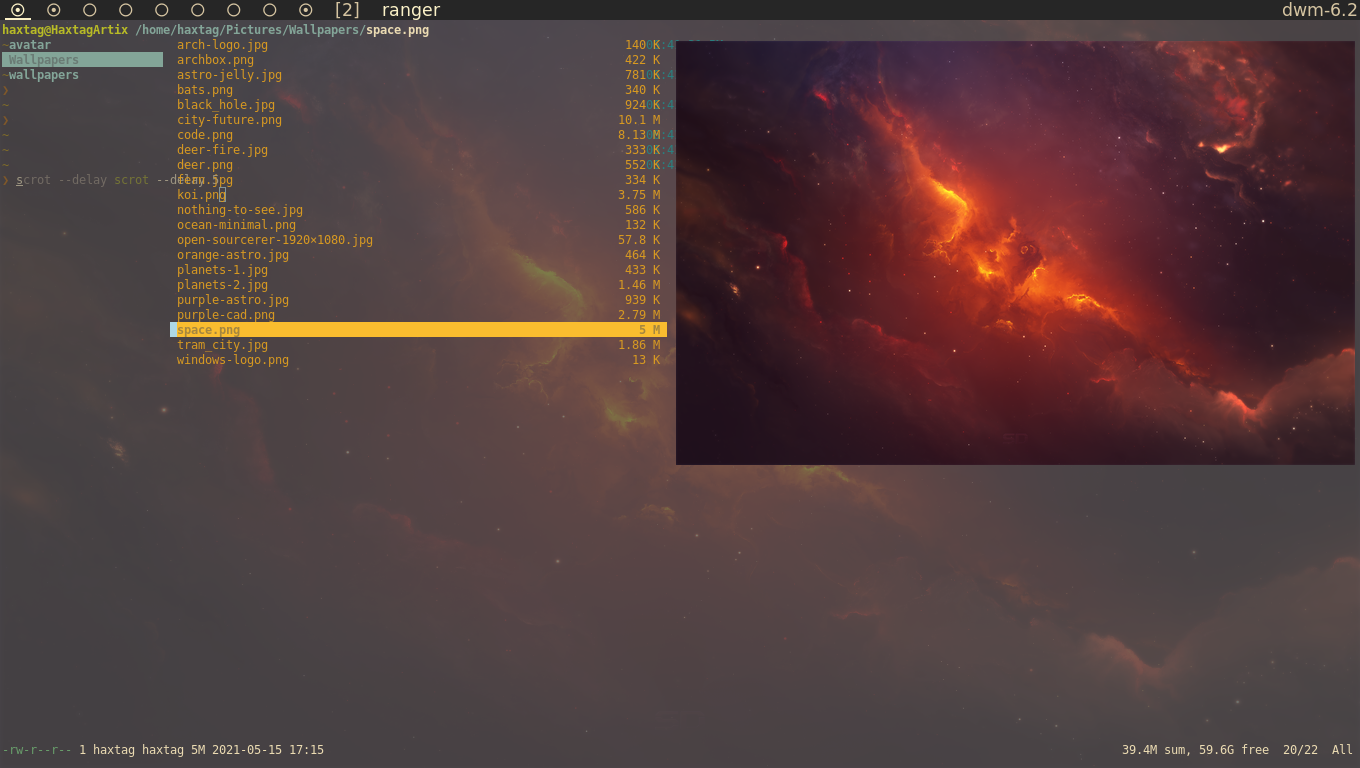 [2] ranger dwm-6.2
haxtag@HaxtagArtix /home/haxtag/Pictures/Wallpapers/space.png
~avatar arch-logo.jpg 140 K
Wallpapers archbox.png 422 K
~wallpapers astro-jelly.jpg 781 K
❯ bats.png 340 K
~ black_hole.jpg 924 K
❯ city-future.png 10.1 M
~ code.png 8.13 M
~ deer-fire.jpg 333 K
~ deer.png 552 K
❯ scrot --delay scrot --delay 5 334 K
koi.png 3.75 M
nothing-to-see.jpg 586 K
ocean-minimal.png 132 K
open-sourcerer-1920×1080.jpg 57.8 K
orange-astro.jpg 464 K
planets-1.jpg 433 K
planets-2.jpg 1.46 M
purple-astro.jpg 939 K
purple-cad.png 2.79 M
space.png 5 M
tram_city.jpg 1.86 M
windows-logo.png 13 K
-rw-r--r-- 1 haxtag haxtag 5M 2021-05-15 17:15 39.4M sum, 59.6G free 20/22 All